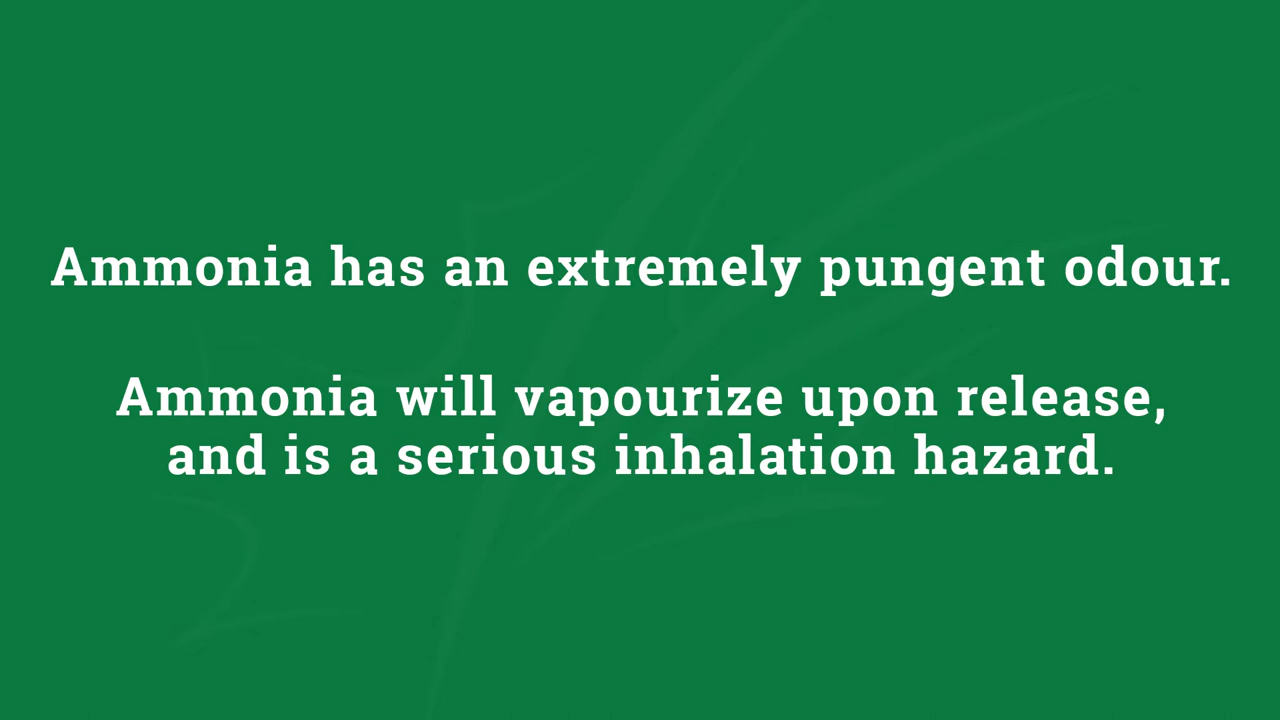 Ammonia has an extremely pungent odour.
Ammonia will vapourize upon release,
and is a serious inhalation hazard.